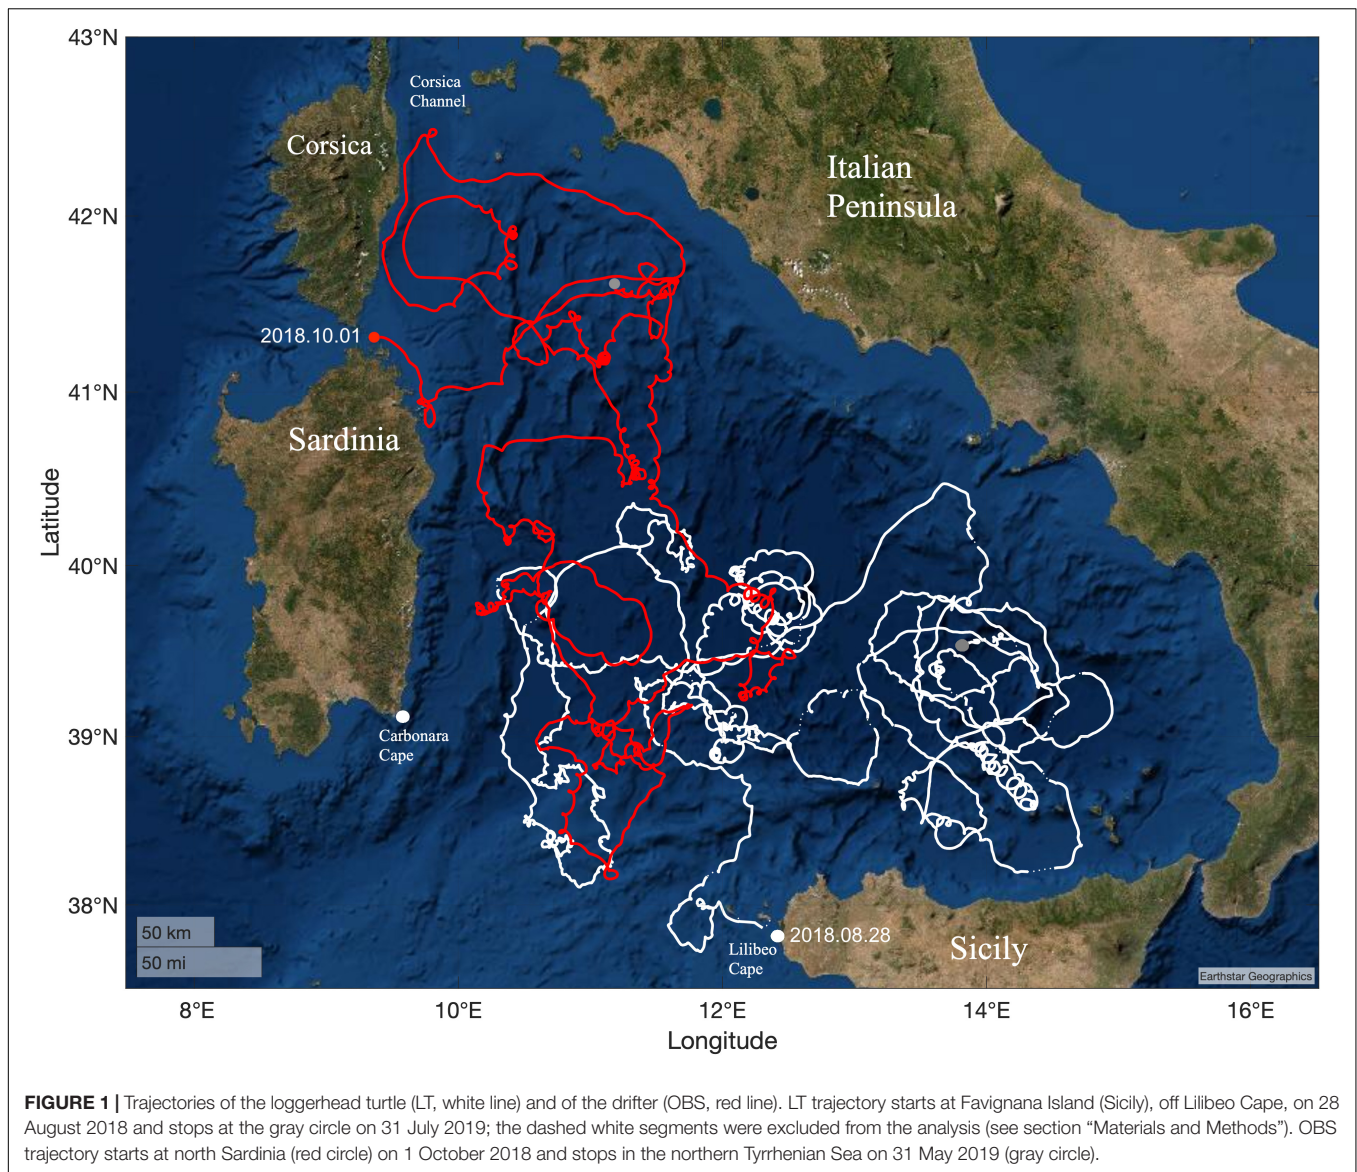 43°N
42°N
41°N
40°N
39°N
38°N
Latitude
Corsica
Channel
Corsica
Italian
Peninsula
2018.10.01
Sardinia
Carbonara
Cape
2018.08.28
Lilibeo
Cape
Sicily
50 km
50 mi
Earthstar Geographics
8°E 10°E 12°E 14°E 16°E
Longitude
FIGURE 1 | Trajectories of the loggerhead turtle (LT, white line) and of the drifter (OBS, red line). LT trajectory starts at Favignana Island (Sicily), off Lilibeo Cape, on 28
August 2018 and stops at the gray circle on 31 July 2019; the dashed white segments were excluded from the analysis (see section “Materials and Methods”). OBS
trajectory starts at north Sardinia (red circle) on 1 October 2018 and stops in the northern Tyrrhenian Sea on 31 May 2019 (gray circle).